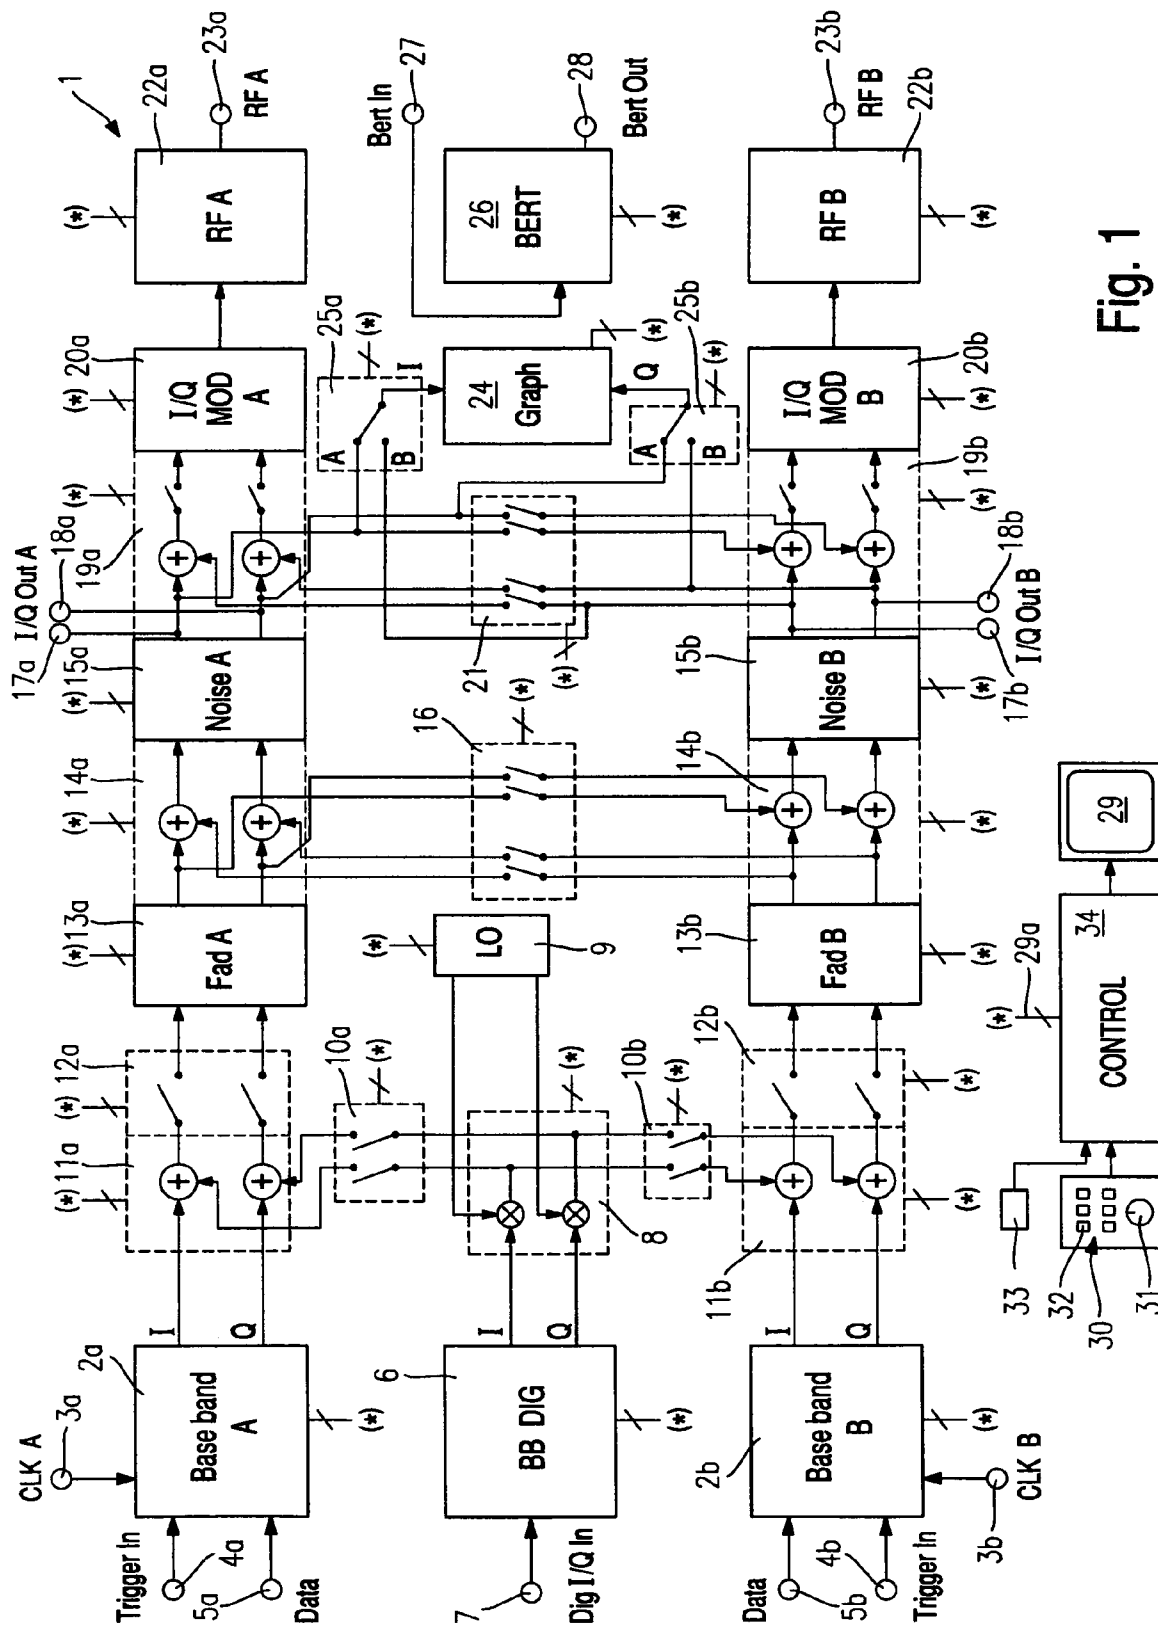 1
CLK A
3a
Trigger In
4a
5a
Data
2a
Base band
A
(*)
I
Q
(*)
11a
(*)
12a
(*)
13a
Fad A
(*)
14a
(*)
15a
Noise A
17a
18a
I/Q Out A
19a
(*)
(*)
20a
I/Q
MOD
A
(*)
22a
RF A
23a
RF A
10a
(*)
10b
(*)
7
Dig I/Q In
6
BB DIG
(*)
I
Q
8
(*)
(*)
LO
9
16
(*)
21
(*)
25a
A
B
(*)
I
24
Graph
(*)
Q
25b
A
B
(*)
Bert In
27
26
BERT
(*)
28
Bert Out
Data
5b
4b
Trigger In
2b
Base band
B
(*)
3b
CLK B
I
Q
11b
(*)
12b
(*)
13b
Fad B
(*)
14b
(*)
15b
Noise B
(*)
17b
18b
I/Q Out B
19b
(*)
20b
I/Q
MOD
B
(*)
22b
RF B
(*)
23b
RF B
33
32
30
31
CONTROL
34
(*)
29a
29
Fig. 1